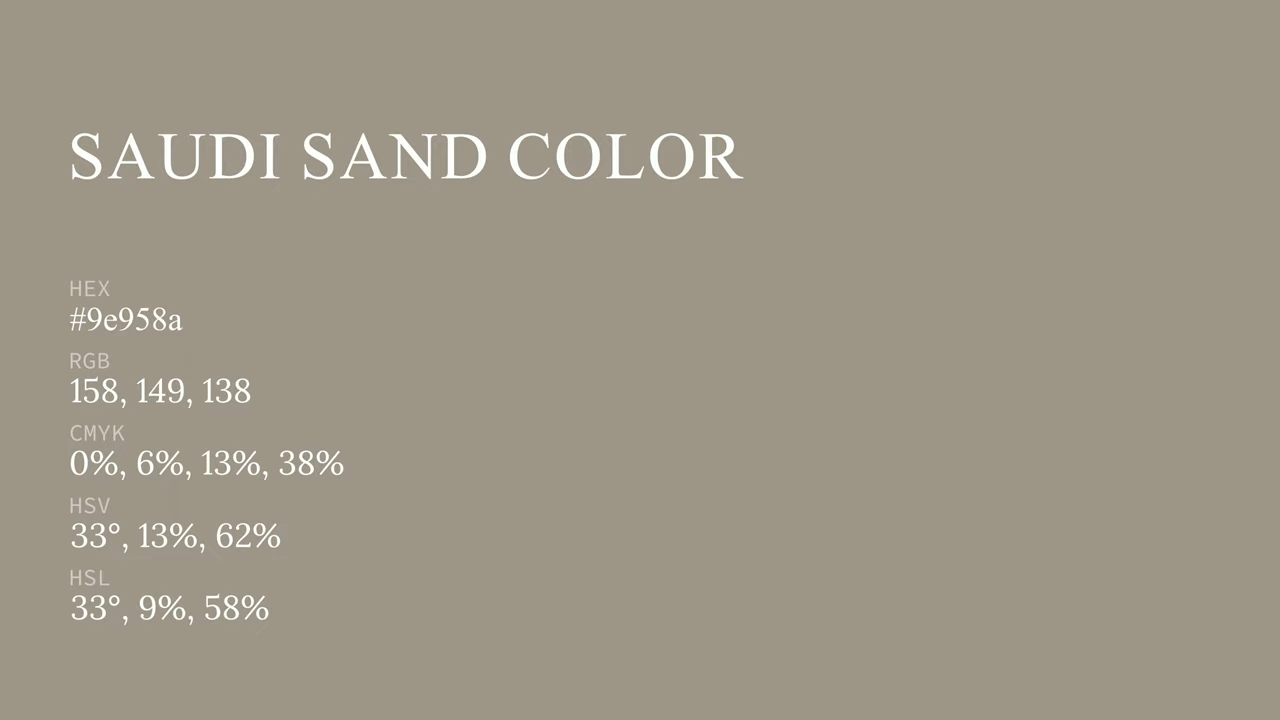 SAUDI SAND COLOR
HEX
#9e958a
RGB
158, 149, 138
CMYK
0%, 6%, 13%, 38%
HSV
33°, 13%, 62%
HSL
33°, 9%, 58%